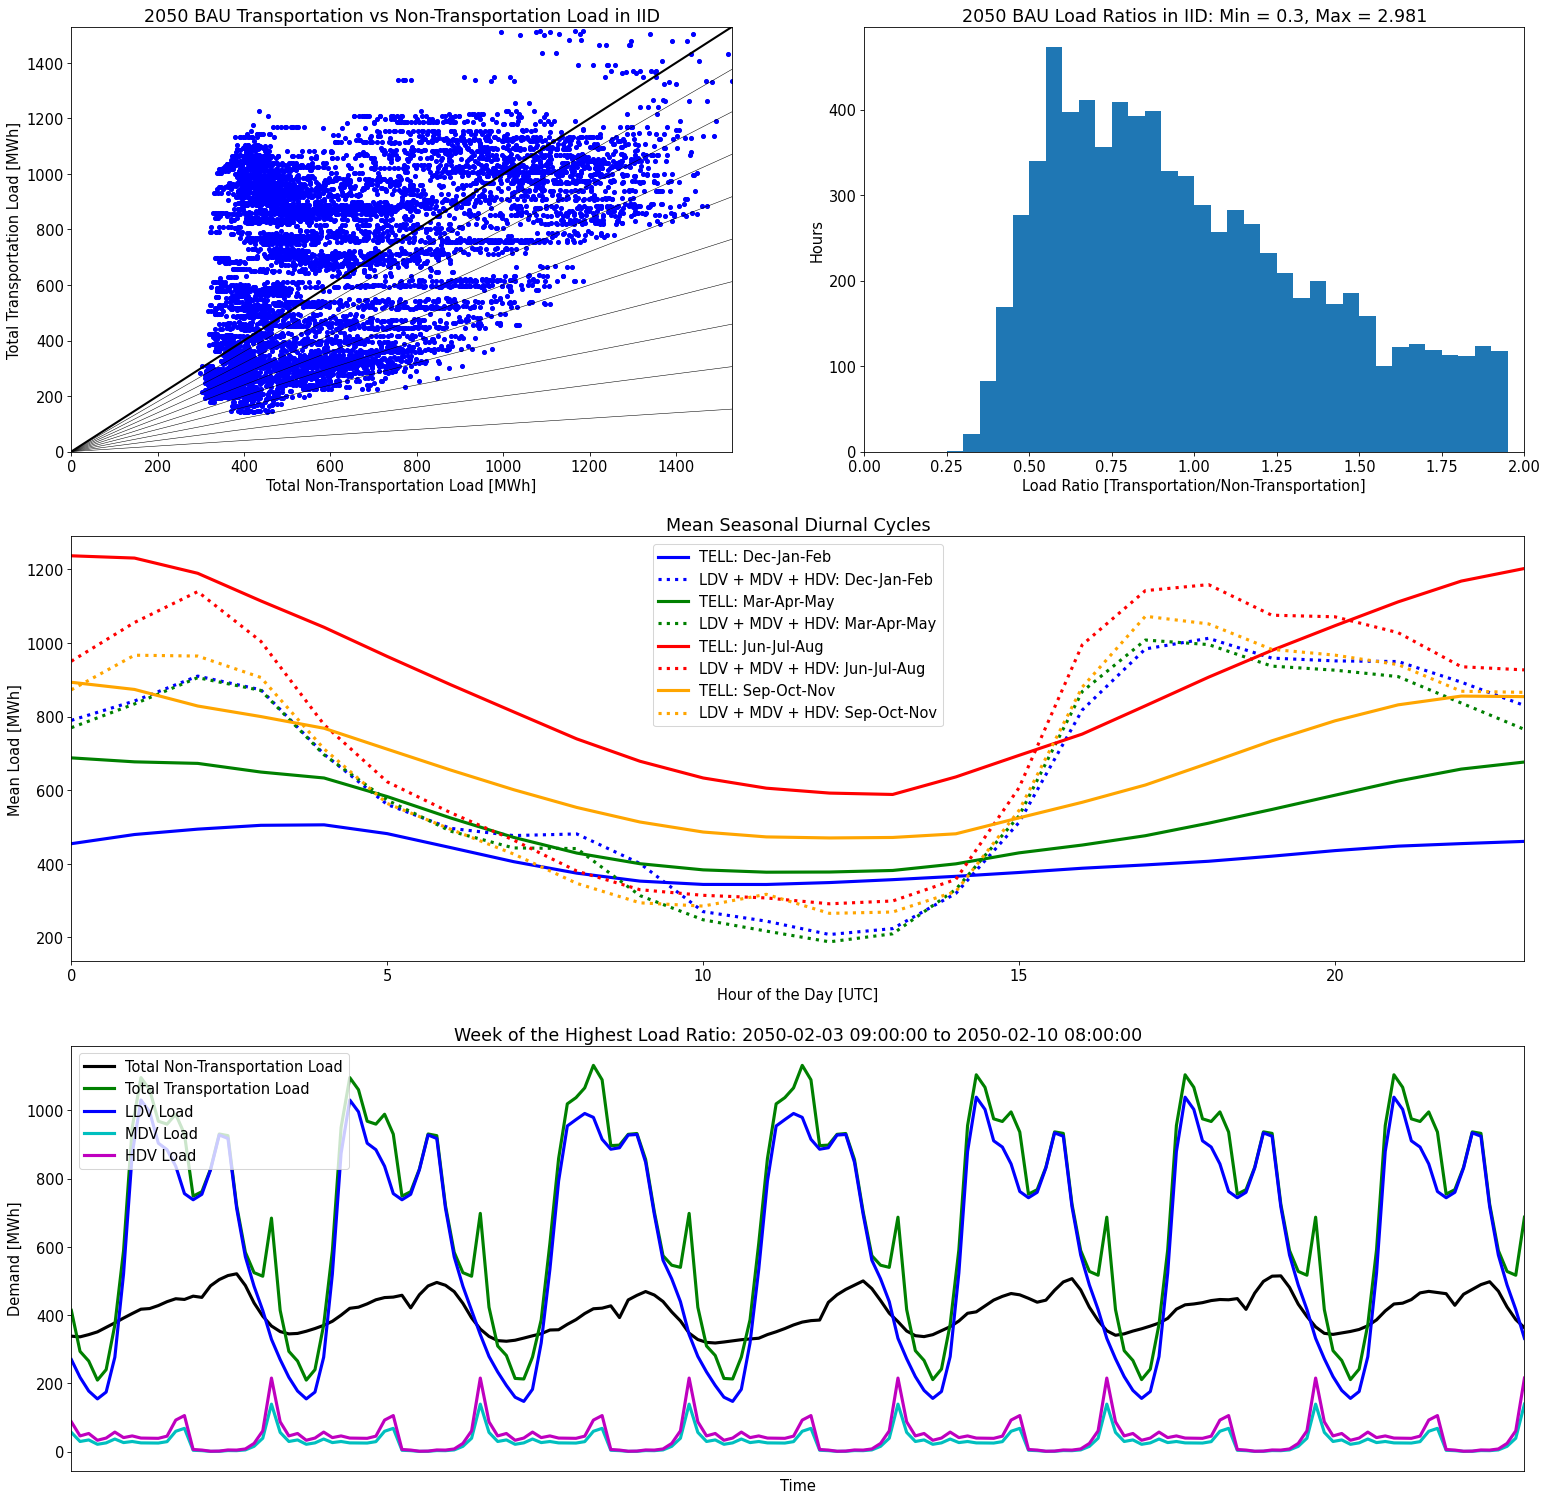 2050 BAU Transportation vs Non-Transportation Load in IID
Total Transportation Load [MWh]
1400
1200
1000
800
600
400
200
0
0 200 400 600 800 1000 1200 1400
Total Non-Transportation Load [MWh]
2050 BAU Load Ratios in IID: Min = 0.3, Max = 2.981
Hours
400
300
200
100
0
0.00 0.25 0.50 0.75 1.00 1.25 1.50 1.75 2.00
Load Ratio [Transportation/Non-Transportation]
Mean Seasonal Diurnal Cycles
Mean Load [MWh]
1200
1000
800
600
400
200
TELL: Dec-Jan-Feb
LDV + MDV + HDV: Dec-Jan-Feb
TELL: Mar-Apr-May
LDV + MDV + HDV: Mar-Apr-May
TELL: Jun-Jul-Aug
LDV + MDV + HDV: Jun-Jul-Aug
TELL: Sep-Oct-Nov
LDV + MDV + HDV: Sep-Oct-Nov
0 5 10 15 20
Hour of the Day [UTC]
Week of the Highest Load Ratio: 2050-02-03 09:00:00 to 2050-02-10 08:00:00
Demand [MWh]
1000
800
600
400
200
0
Total Non-Transportation Load
Total Transportation Load
LDV Load
MDV Load
HDV Load
Time